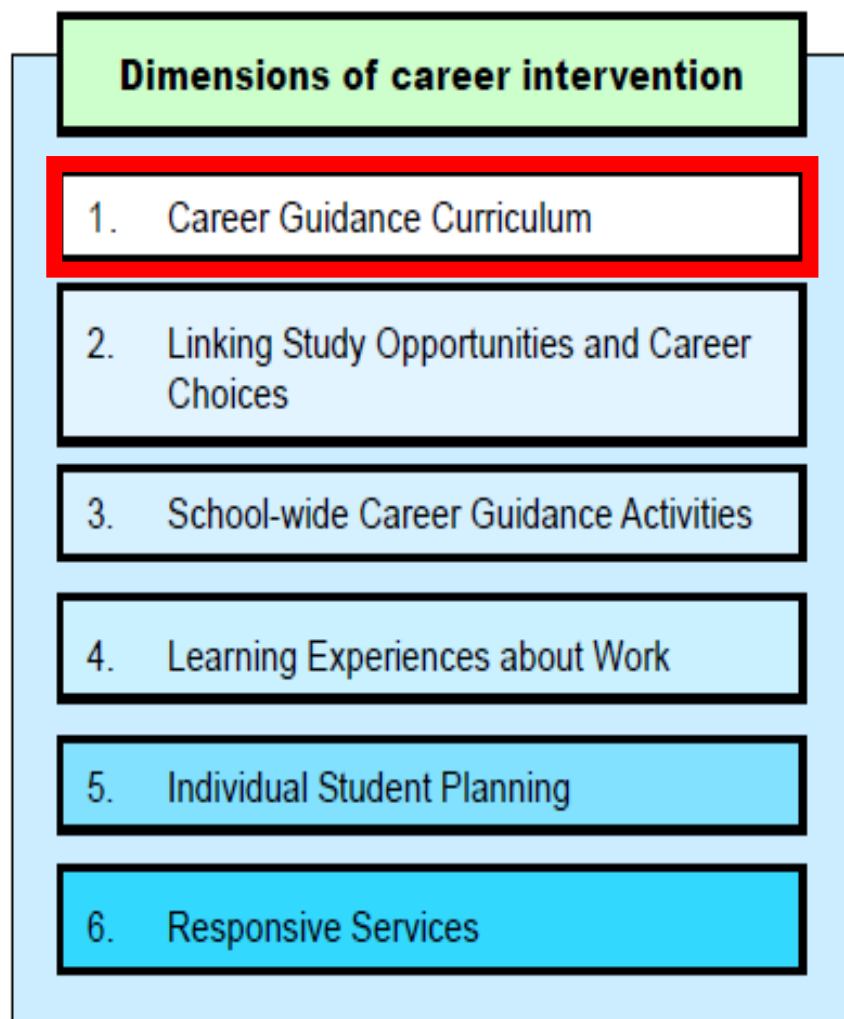 Dimensions of career intervention
1. Career Guidance Curriculum
2. Linking Study Opportunities and Career
Choices
3. School-wide Career Guidance Activities
4. Learning Experiences about Work
5. Individual Student Planning
6. Responsive Services